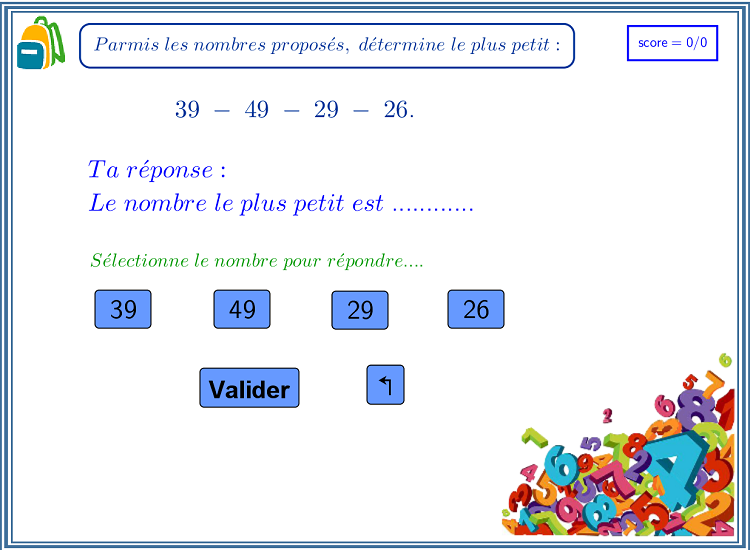 Parmis les nombres proposés, détermine le plus petit :
score = 0/0
39 − 49 − 29 − 26.
Ta réponse :
Le nombre le plus petit est ............
Sélectionne le nombre pour répondre....
39 49 29 26
Valider ↰